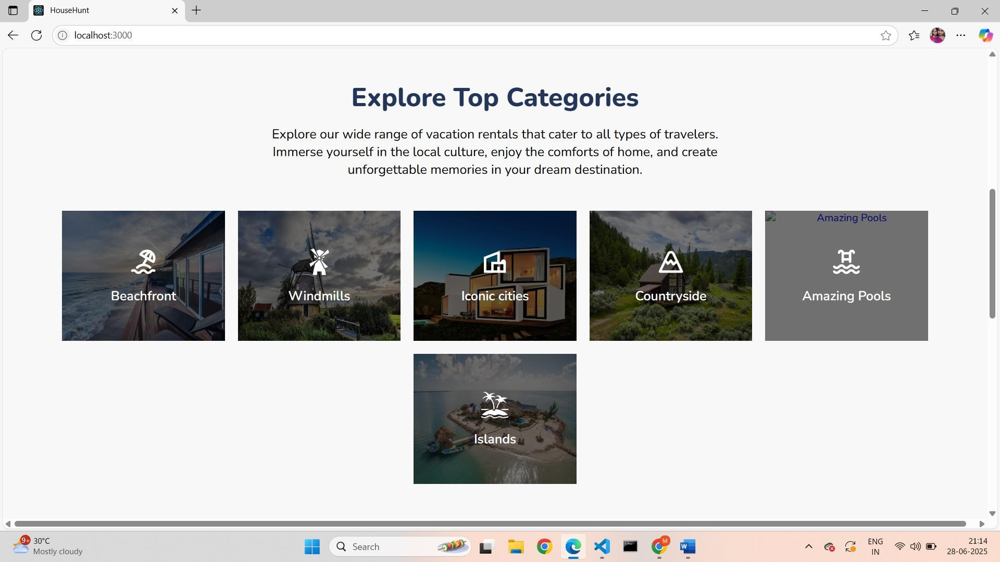 HouseHunt
localhost:3000
Explore Top Categories
Explore our wide range of vacation rentals that cater to all types of travelers.
Immerse yourself in the local culture, enjoy the comforts of home, and create
unforgettable memories in your dream destination.
Amazing Pools
Beachfront
Windmills
Iconic cities
Countryside
Amazing Pools
Islands
9+
30°C
Mostly cloudy
Search
M
W
ENG
IN
21:14
28-06-2025